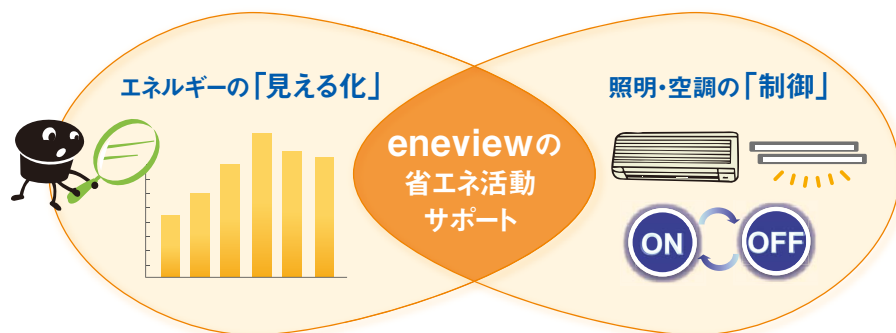 エネルギーの「見える化」
eneviewの
省エネ活動
サポート
照明・空調の「制御」
ON
OFF